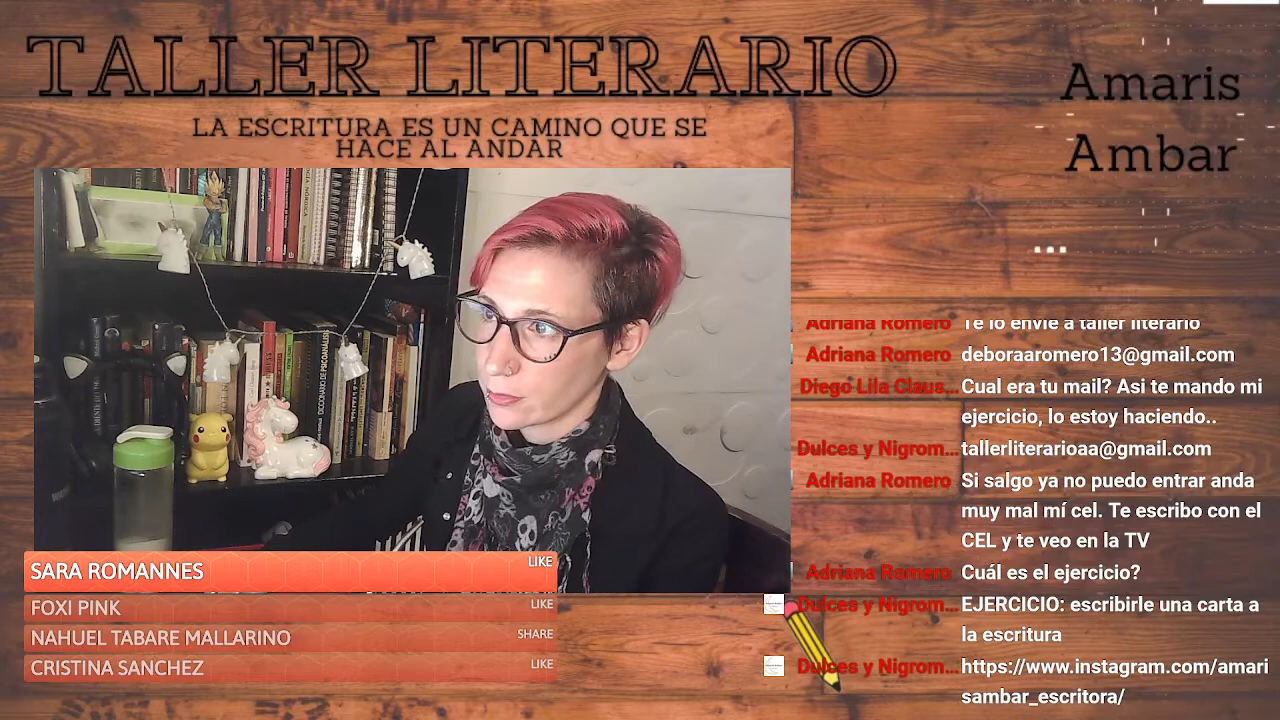 TALLER LITERARIO
LA ESCRITURA ES UN CAMINO QUE SE
HACE AL ANDAR
Amaris
Ambar
DICCIONARIO DE PSICOANÁLISIS
Adriana Romero Te lo envie a taller literario
Adriana Romero deboraaromero13@gmail.com
Diego Lila Claus... Cual era tu mail? Asi te mando mi
ejercicio, lo estoy haciendo..
Dulces y Nigrom... tallerliterarioaa@gmail.com
Adriana Romero Si salgo ya no puedo entrar anda
muy mal mí cel. Te escribo con el
CEL y te veo en la TV
Adriana Romero Cuál es el ejercicio?
Dulces y Nigrom... EJERCICIO: escribirle una carta a
la escritura
Dulces y Nigrom... https://www.instagram.com/amari
sambar_escritora/
SARA ROMANNES LIKE
FOXI PINK LIKE
NAHUEL TABARE MALLARINO SHARE
CRISTINA SANCHEZ LIKE